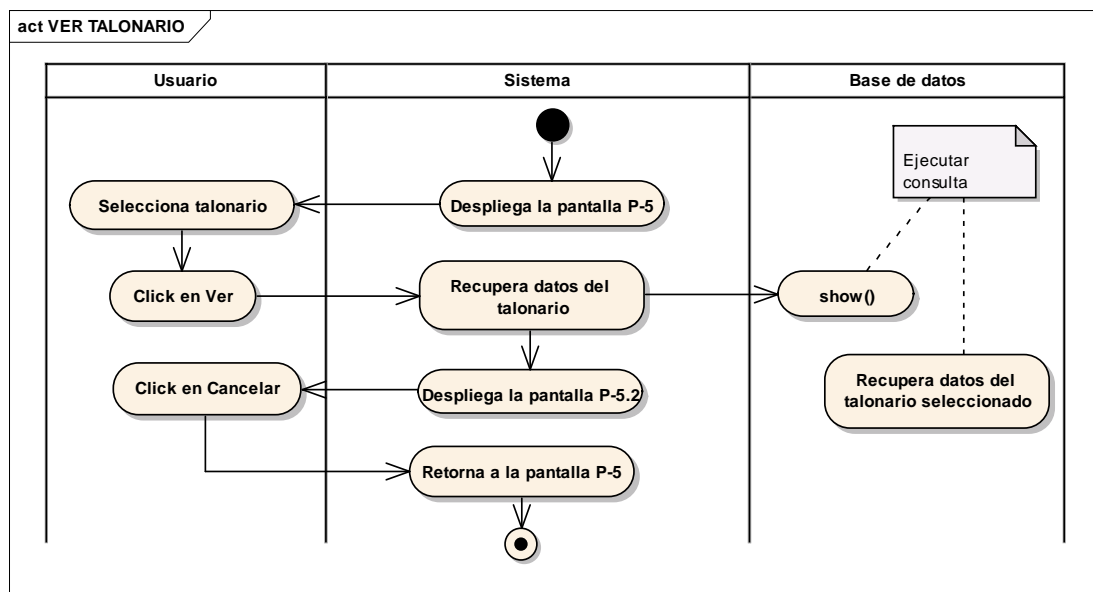 act VER TALONARIO
Usuario
Sistema
Base de datos
Ejecutar
consulta
Despliega la pantalla P-5
Selecciona talonario
Click en Ver
Recupera datos del
talonario
show()
Despliega la pantalla P-5.2
Click en Cancelar
Recupera datos del
talonario seleccionado
Retorna a la pantalla P-5